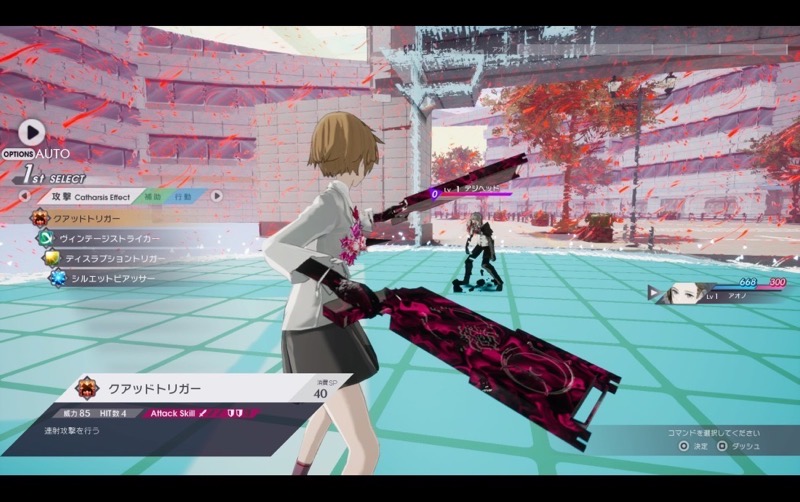 OPTIONS AUTO
1st SELECT
攻撃 Catharsis Effect 補助 行動
クアッドトリガー
ヴィンテージストライカー
ディスラプショントリガー
シルエットピアッサー
0 Lv 1 デジヘッド
668 300
Lv 1 アオノ
クアッドトリガー
消費SP
40
威力 85 HIT数 4 Attack Skill
連射攻撃を行う
コマンドを選択してください
決定 ダッシュ